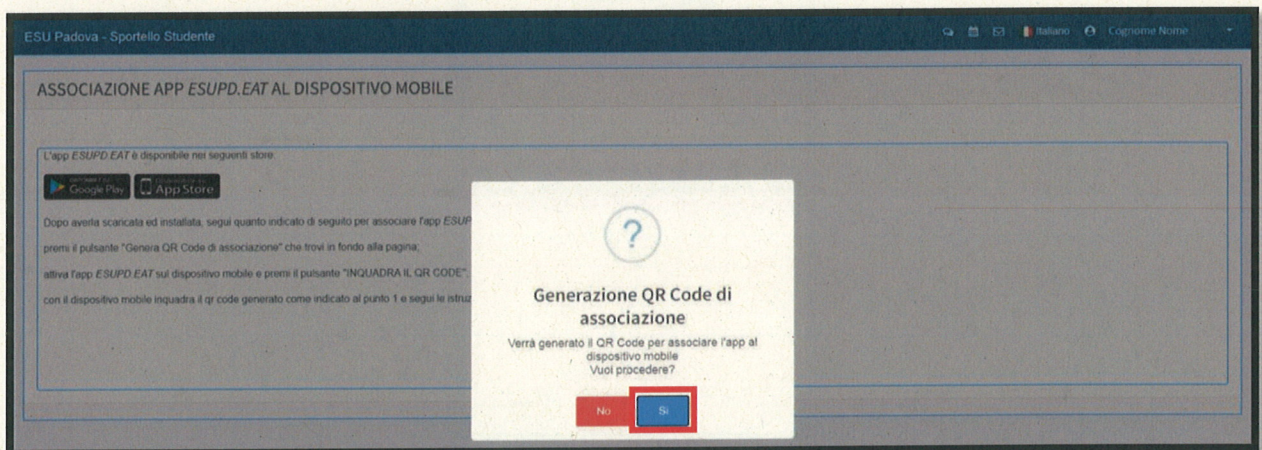 ESU Padova - Sportello Studente
Italiano
Cognome Nome
ASSOCIAZIONE APP ESUPD.EAT AL DISPOSITIVO MOBILE
L'app ESUPD.EAT è disponibile nei seguenti store:
Google Play
App Store
Dopo averla scaricata ed installata, segui quanto indicato di seguito per associare l'app ESUP
premi il pulsante "Genera QR Code di associazione" che trovi in fondo alla pagina;
attiva l'app ESUPD.EAT sul dispositivo mobile e premi il pulsante "INQUADRA IL QR CODE",
con il dispositivo mobile inquadra il qr code generato come indicato al punto 1 e segui le istruz
?
Generazione QR Code di
associazione
Verrà generato il QR Code per associare l'app al
dispositivo mobile
Vuoi procedere?
No
Sì